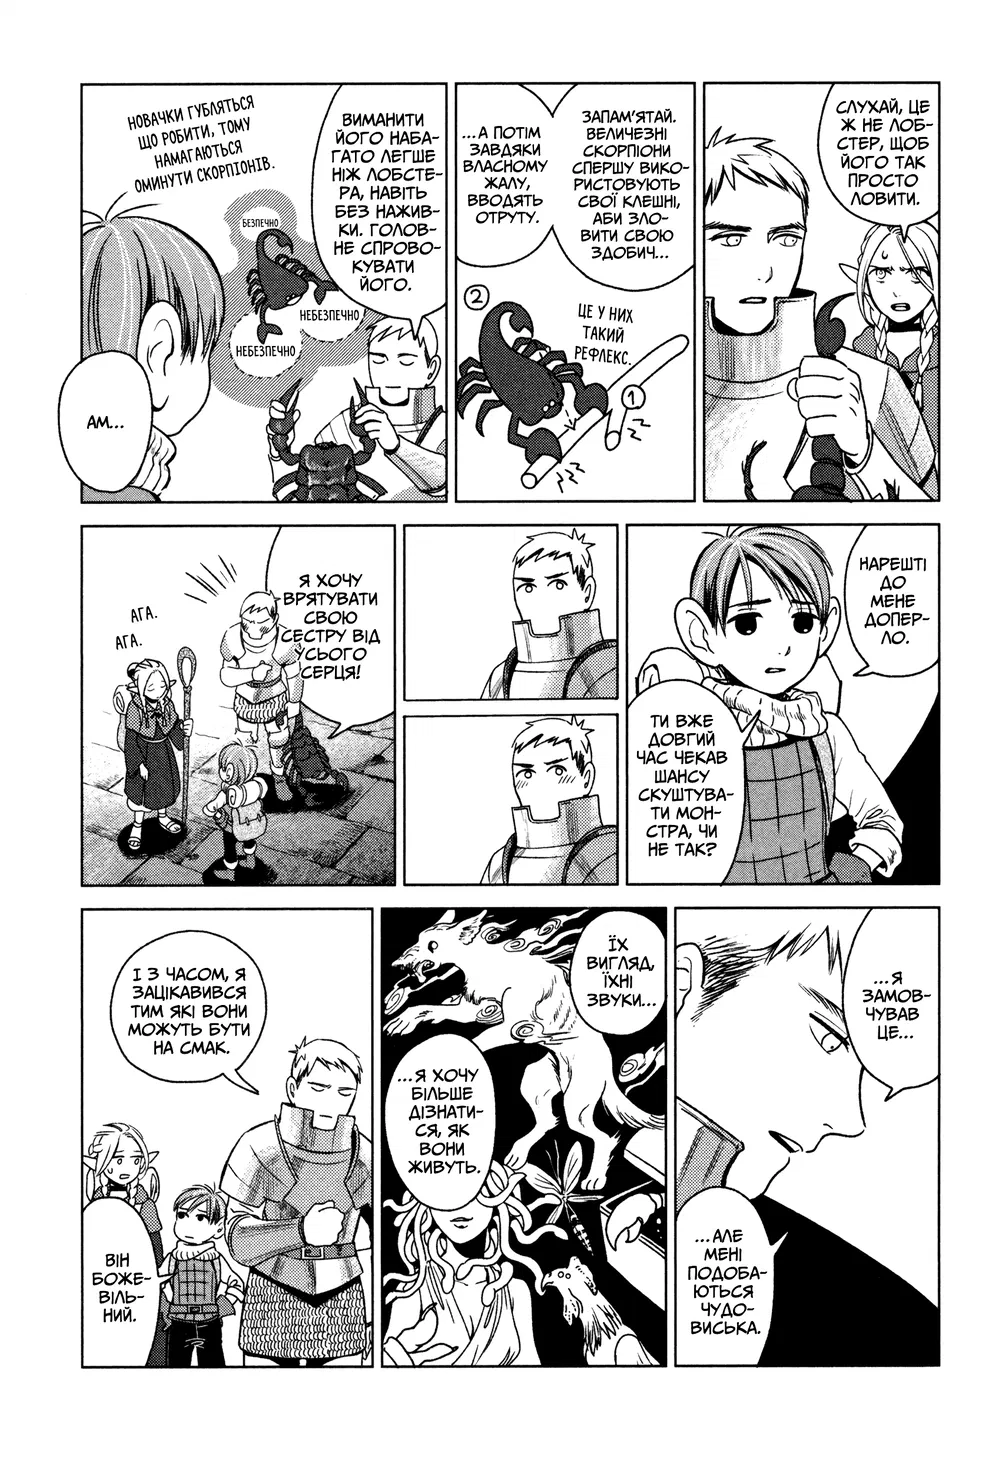 СЛУХАЙ, ЦЕ
Ж НЕ ЛОБ-
СТЕР, ЩОБ
ЙОГО ТАК
ПРОСТО
ЛОВИТИ.
ЗАПАМ'ЯТАЙ.
ВЕЛИЧЕЗНІ
СКОРПІОНИ
СПЕРШУ ВИКО-
РИСТОВУЮТЬ
СВОЇ КЛЕШНІ,
АБИ ЗЛО-
ВИТИ СВОЮ
ЗДОБИЧ...
...А ПОТІМ
ЗАВДЯКИ
ВЛАСНОМУ
ЖАЛУ,
ВВОДЯТЬ
ОТРУТУ.
ЦЕ У НИХ
ТАКИЙ
РЕФЛЕКС.
1
2
ВИМАНИТИ
ЙОГО НАБА-
ГАТО ЛЕГШЕ
НІЖ ЛОБСТЕ-
РА, НАВІТЬ
БЕЗ НАЖИВ-
КИ. ГОЛОВ-
НЕ СПРОВО-
КУВАТИ
ЙОГО.
НОВАЧКИ ГУБЛЯТЬСЯ
ЩО РОБИТИ, ТОМУ
НАМАГАЮТЬСЯ
ОМИНУТИ СКОРПІОНІВ.
БЕЗПЕЧНО
НЕБЕЗПЕЧНО
НЕБЕЗПЕЧНО
АМ...
НАРЕШТІ
ДО
МЕНЕ
ДОПЕР-
ЛО.
ТИ ВЖЕ
ДОВГИЙ
ЧАС ЧЕКАВ
ШАНСУ
СКУШТУВА-
ТИ МОН-
СТРА, ЧИ
НЕ ТАК?
Я ХОЧУ
ВРЯТУВАТИ
СВОЮ
СЕСТРУ ВІД
УСЬОГО
СЕРЦЯ!
АГА.
АГА.
...Я
ЗАМОВ-
ЧУВАВ
ЦЕ...
...АЛЕ
МЕНІ
ПОДОБА-
ЮТЬСЯ
ЧУДО-
ВИСЬКА.
ЇХ
ВИГЛЯД,
ЇХНІ
ЗВУКИ...
...Я ХОЧУ
БІЛЬШЕ
ДІЗНАТИ-
СЯ, ЯК
ВОНИ
ЖИВУТЬ.
І З ЧАСОМ, Я
ЗАЦІКАВИВСЯ
ТИМ ЯКІ ВОНИ
МОЖУТЬ БУТИ
НА СМАК.
ВІН
БОЖЕ-
ВІЛЬ-
НИЙ.